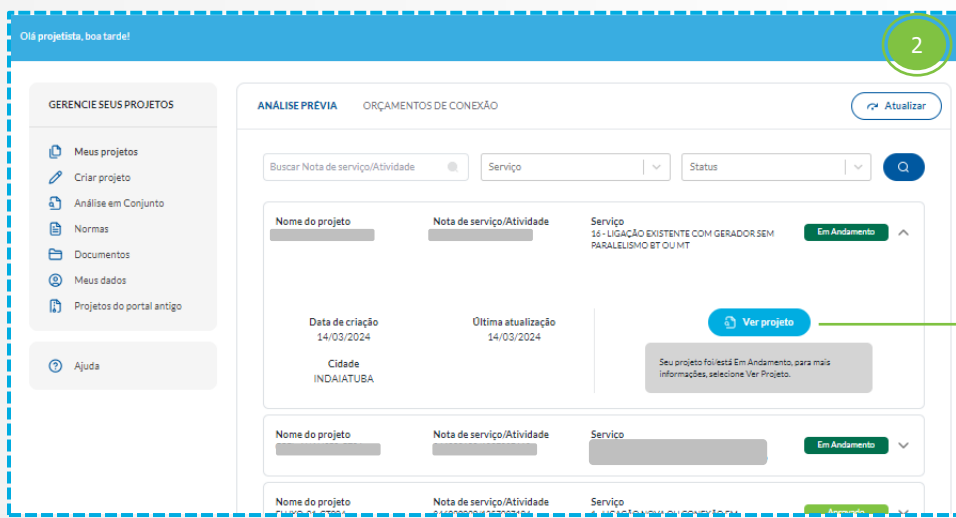 Olá projetista, boa tarde!
2
GERENCIE SEUS PROJETOS
Meus projetos
Criar projeto
Análise em Conjunto
Normas
Documentos
Meus dados
Projetos do portal antigo
Ajuda
ANÁLISE PRÉVIA ORÇAMENTOS DE CONEXÃO
Atualizar
Buscar Nota de serviço/Atividade Serviço Status
Nome do projeto Nota de serviço/Atividade Serviço
16 - LIGAÇÃO EXISTENTE COM GERADOR SEM
PARALELISMO BT OU MT
Em Andamento
Data de criação Última atualização
14/03/2024 14/03/2024
Ver projeto
Cidade
INDAIATUBA
Seu projeto foi/está Em Andamento, para mais
informações, selecione Ver Projeto.
Nome do projeto Nota de serviço/Atividade Serviço
Em Andamento
Nome do projeto Nota de serviço/Atividade Serviço
Aprovado